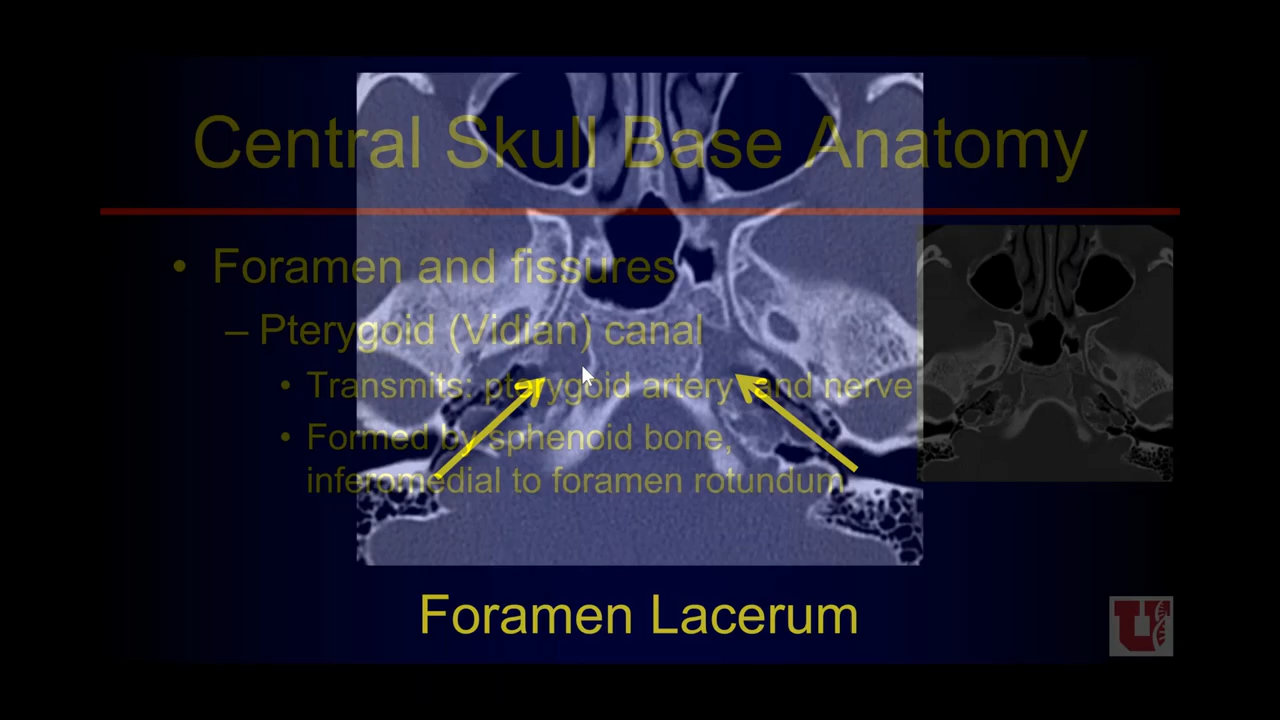 Central Skull Base Anatomy
• Foramen and fissures
– Pterygoid (Vidian) canal
• Transmits: pterygoid artery and nerve
• Formed by sphenoid bone,
inferomedial to foramen rotundum
Foramen Lacerum
U